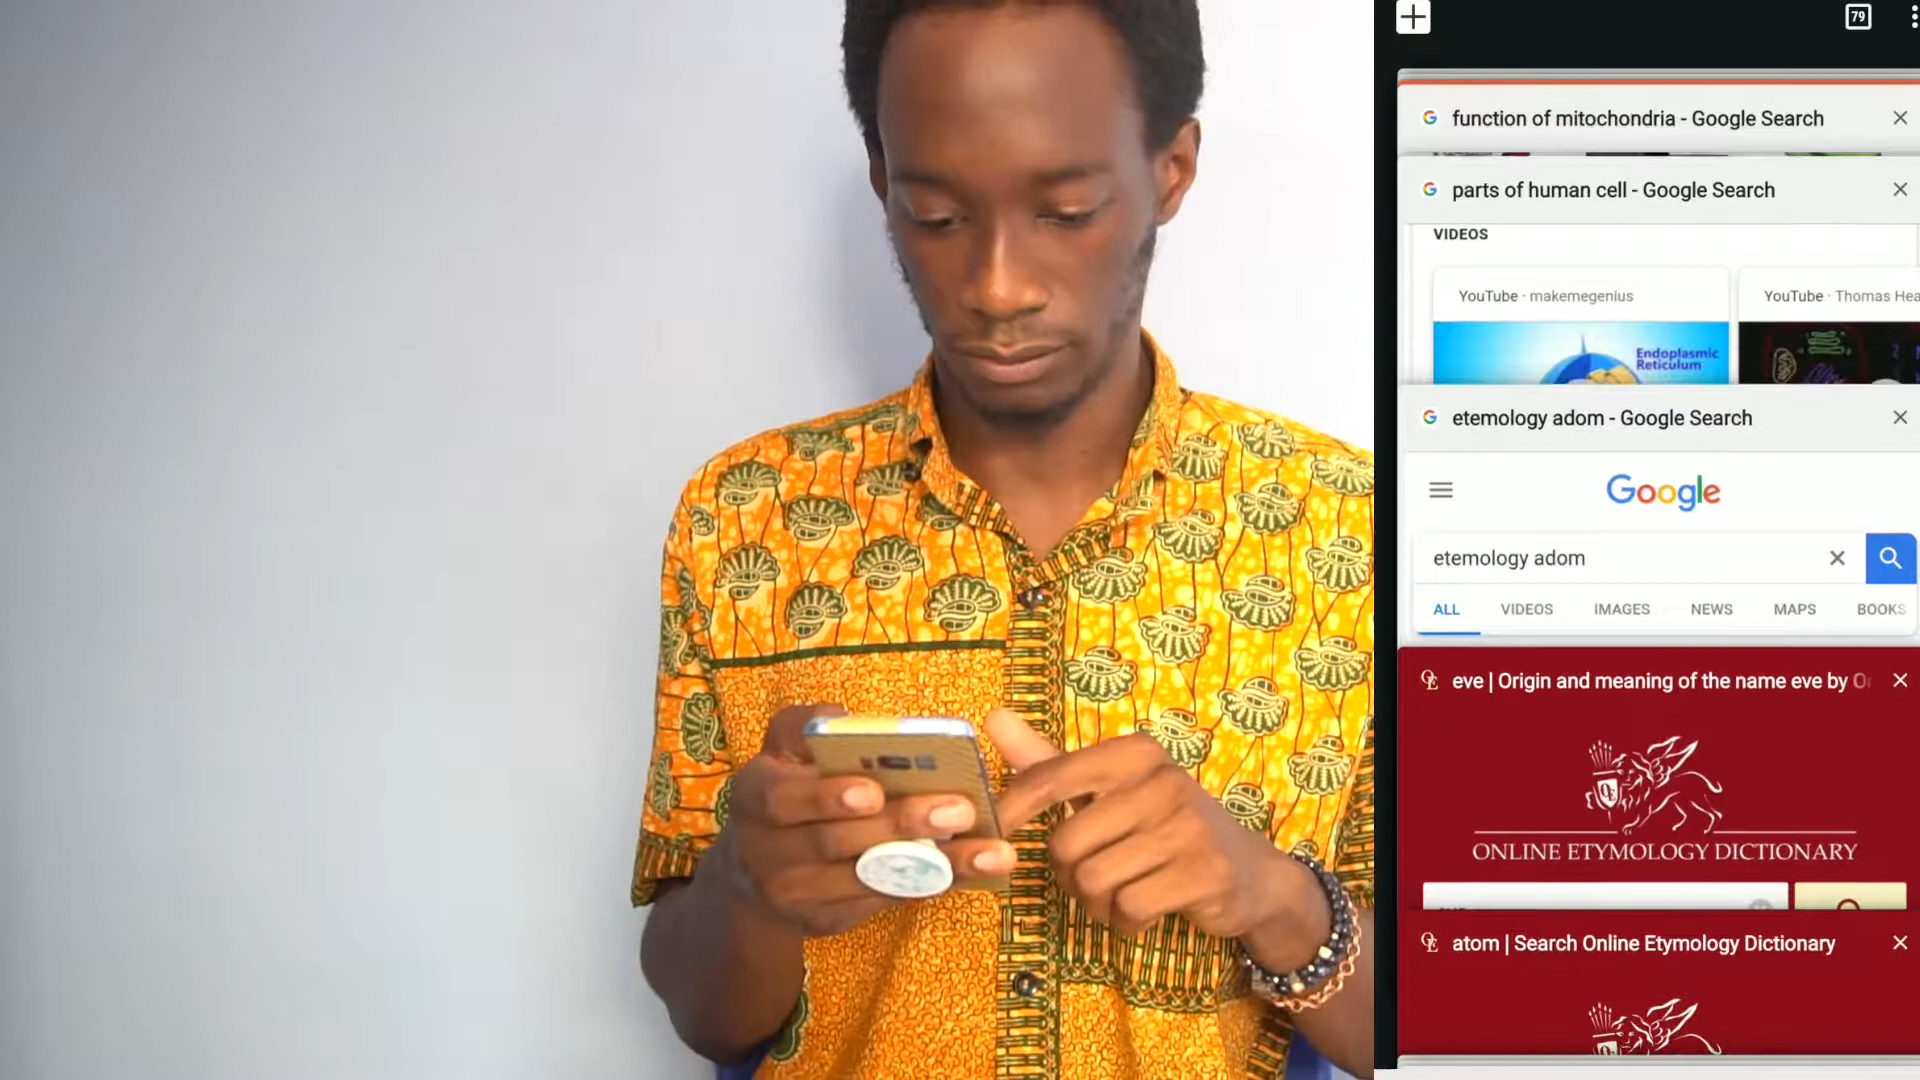 79
function of mitochondria - Google Search
parts of human cell - Google Search
VIDEOS
YouTube · makemegenius
YouTube · Thomas Hea
Endoplasmic
Reticulum
etemology adom - Google Search
Google
etemology adom
ALL VIDEOS IMAGES NEWS MAPS BOOKS
eve | Origin and meaning of the name eve by O
ONLINE ETYMOLOGY DICTIONARY
atom | Search Online Etymology Dictionary